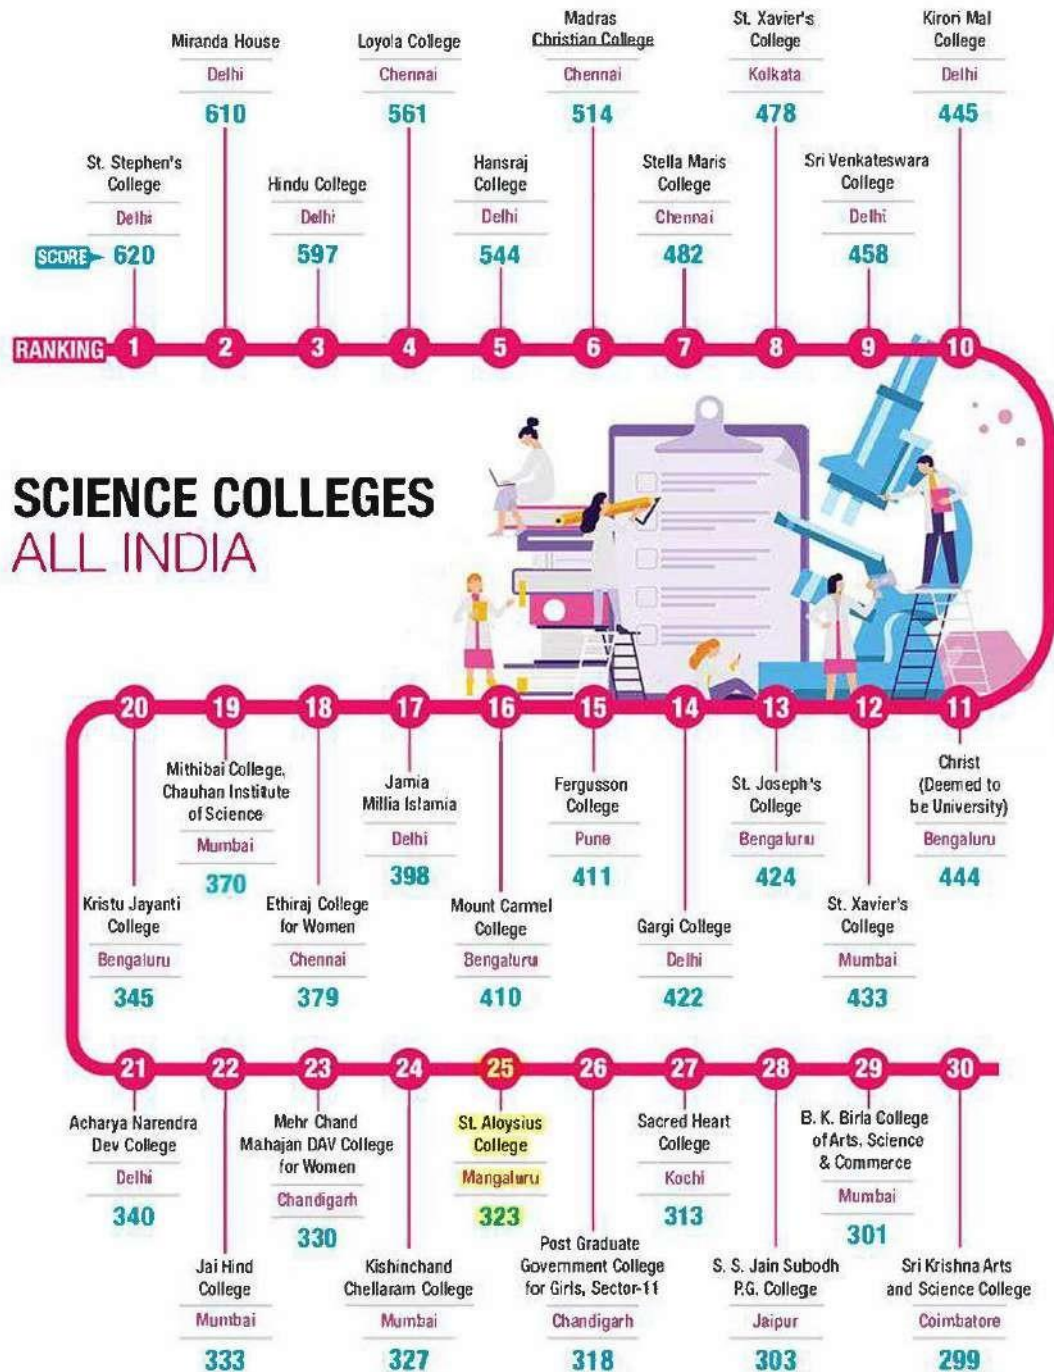 St. Stephen's
College
Delhi
SCORE 620
Miranda House
Delhi
610
Hindu College
Delhi
597
Loyola College
Chennai
561
Hansraj
College
Delhi
544
Madras
Christian College
Chennai
514
Stella Maris
College
Chennai
482
St. Xavier's
College
Kolkata
478
Sri Venkateswara
College
Delhi
458
Kirori Mal
College
Delhi
445
RANKING 1 2 3 4 5 6 7 8 9 10
SCIENCE COLLEGES
ALL INDIA
20 19 18 17 16 15 14 13 12 11
Kristu Jayanti
College
Bengaluru
345
Mithibai College,
Chauhan Institute
of Science
Mumbai
370
Ethiraj College
for Women
Chennai
379
Jamia
Millia Islamia
Delhi
398
Mount Carmel
College
Bengaluru
410
Fergusson
College
Pune
411
Gargi College
Delhi
422
St. Joseph's
College
Bengaluru
424
St. Xavier's
College
Mumbai
433
Christ
(Deemed to
be University)
Bengaluru
444
21 22 23 24 25 26 27 28 29 30
Acharya Narendra
Dev College
Delhi
340
Jai Hind
College
Mumbai
333
Mehr Chand
Mahajan DAV College
for Women
Chandigarh
330
Kishinchand
Chellaram College
Mumbai
327
St. Aloysius
College
Mangaluru
323
Post Graduate
Government College
for Girls, Sector-11
Chandigarh
318
Sacred Heart
College
Kochi
313
S. S. Jain Subodh
P.G. College
Jaipur
303
B. K. Birla College
of Arts, Science
& Commerce
Mumbai
301
Sri Krishna Arts
and Science College
Coimbatore
299